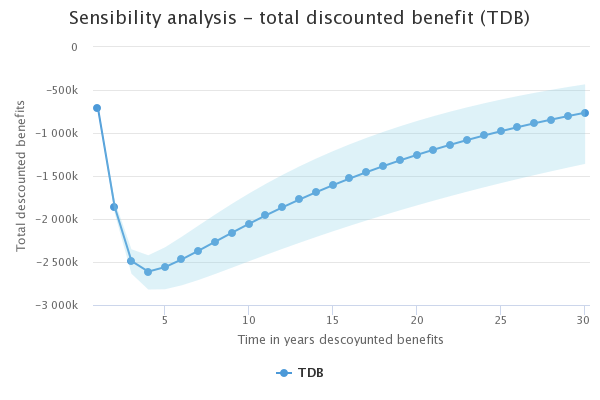 Sensibility analysis – total discounted benefit (TDB)
Total descounted benefits
0
-500k
-1 000k
-1 500k
-2 000k
-2 500k
-3 000k
5
10
15
20
25
30
Time in years descoyunted benefits
TDB